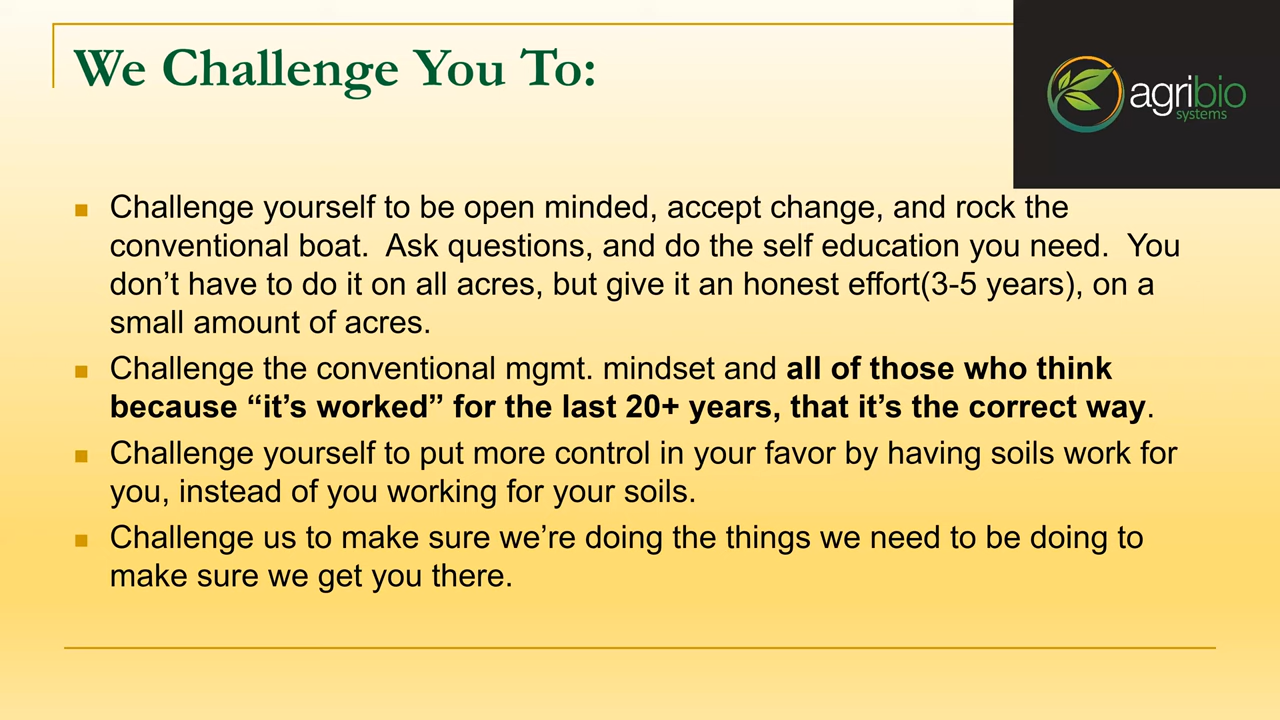 We Challenge You To:
agribio
systems
■ Challenge yourself to be open minded, accept change, and rock the
conventional boat.  Ask questions, and do the self education you need.  You
don’t have to do it on all acres, but give it an honest effort(3-5 years), on a
small amount of acres.
■ Challenge the conventional mgmt. mindset and all of those who think
because “it’s worked” for the last 20+ years, that it’s the correct way.
■ Challenge yourself to put more control in your favor by having soils work for
you, instead of you working for your soils.
■ Challenge us to make sure we’re doing the things we need to be doing to
make sure we get you there.